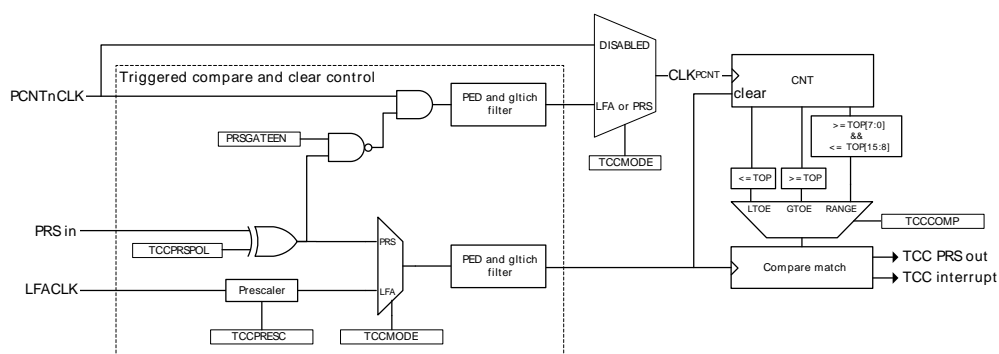 DISABLED
Triggered compare and clear control
CLKPCNT
CNT
PCNTnCLK
PED and gltich
filter
LFA or PRS
clear
>= TOP[7:0]
&&
<= TOP[15:8]
PRSGATEEN
TCCMODE
<= TOP
>= TOP
LTOE
GTOE
RANGE
TCCCOMP
PRS in
TCCPRSPOL
PRS
PED and gltich
filter
Compare match
TCC PRS out
TCC interrupt
LFACLK
Prescaler
LFA
TCCPRESC
TCCMODE